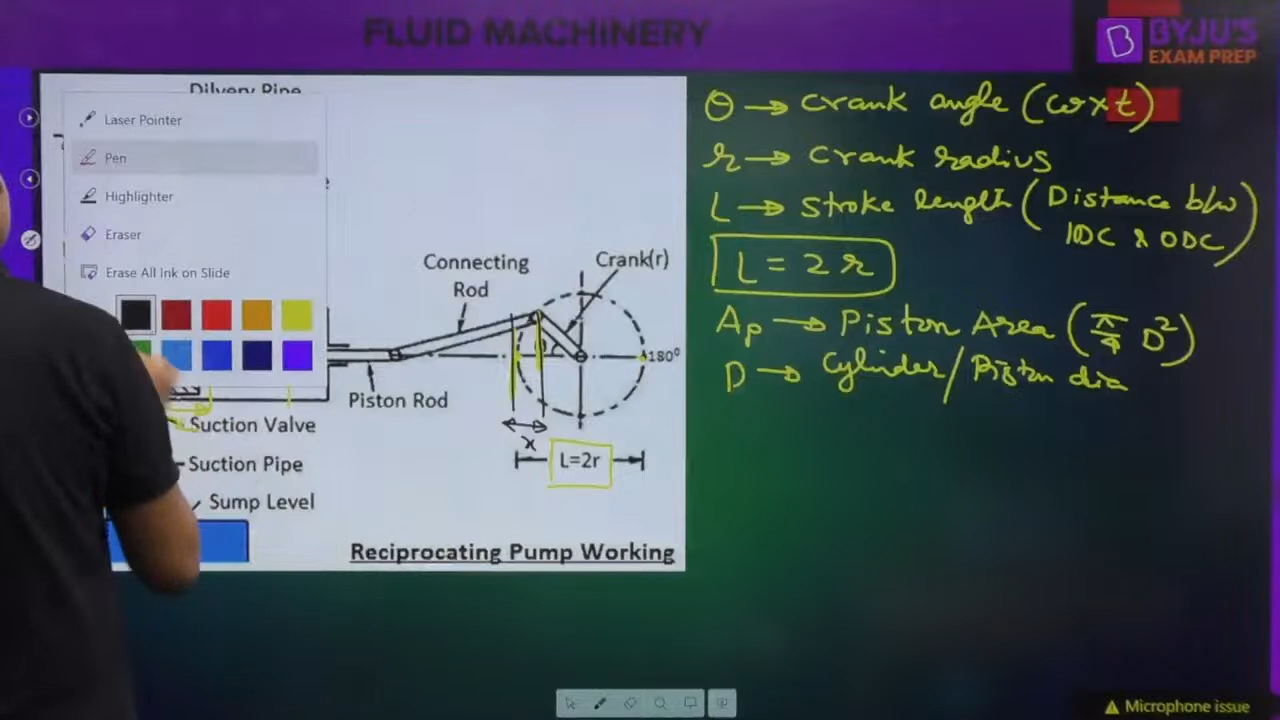 FLUID MACHINERY
BYJU'S
EXAM PREP
Dilvery Pipe
Laser Pointer
Pen
Highlighter
Eraser
Erase All Ink on Slide
Connecting
Rod
Crank(r)
θ
180°
Piston Rod
Suction Valve
x
L=2r
Suction Pipe
Sump Level
Reciprocating Pump Working
θ → crank angle (ω×t)
r → crank radius
L → stroke length (Distance b/w
IDC & ODC)
L = 2r
Ap → Piston Area (π/4 D²)
D → Cylinder/Piston dia
Microphone issue